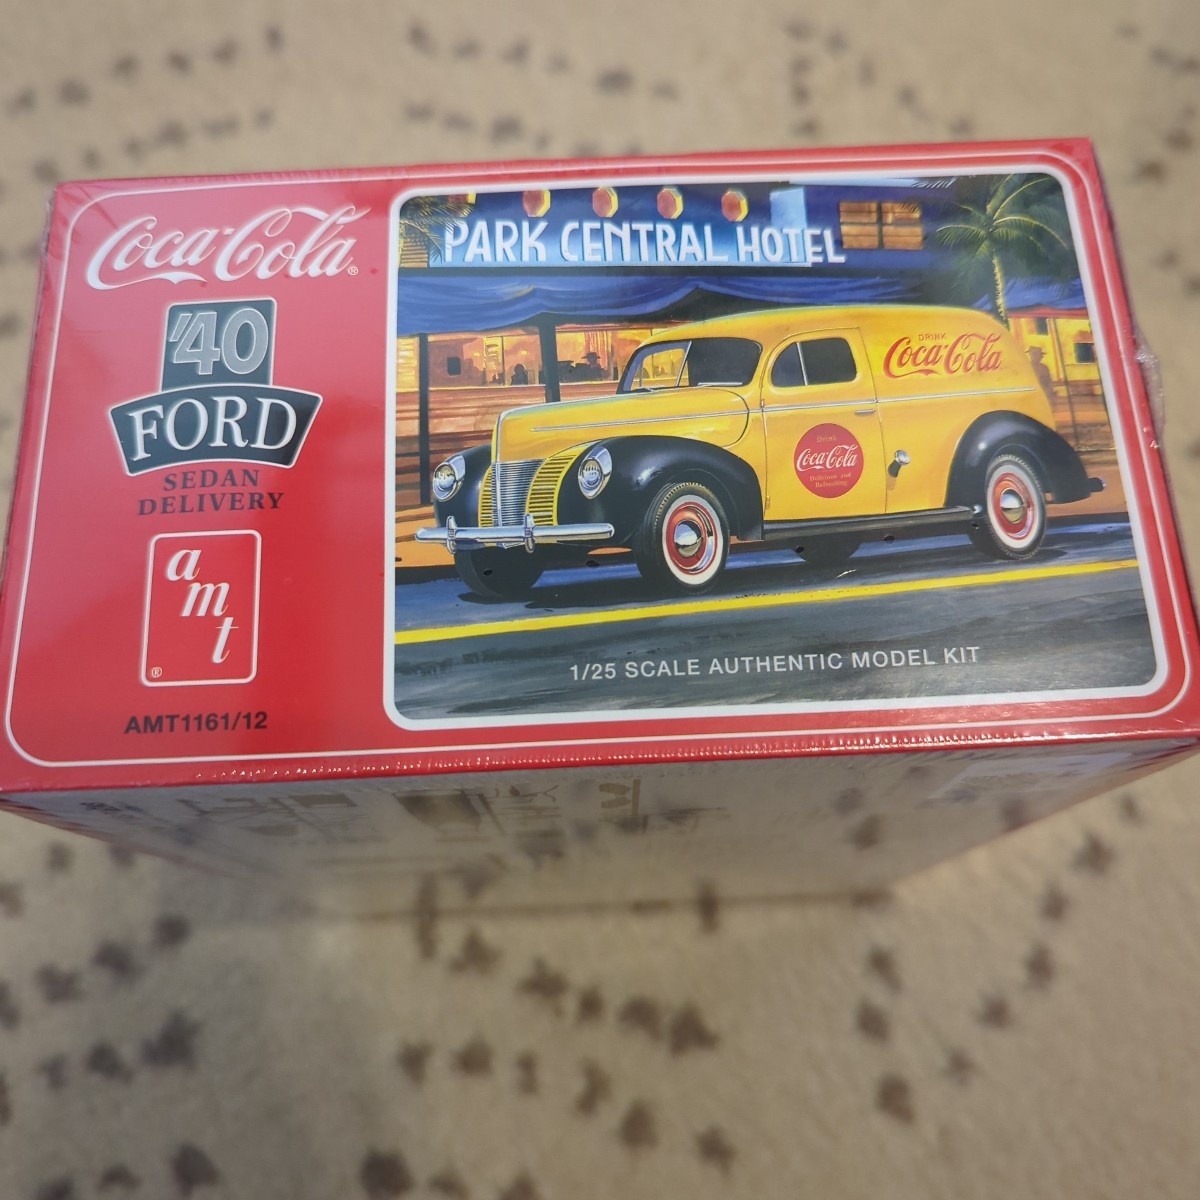 Coca-Cola®
'40
FORD
SEDAN
DELIVERY
amt
®
AMT1161/12
PARK CENTRAL HOTEL
DRINK
Coca-Cola
Drink
Coca-Cola
Delicious and
Refreshing
1/25 SCALE AUTHENTIC MODEL KIT